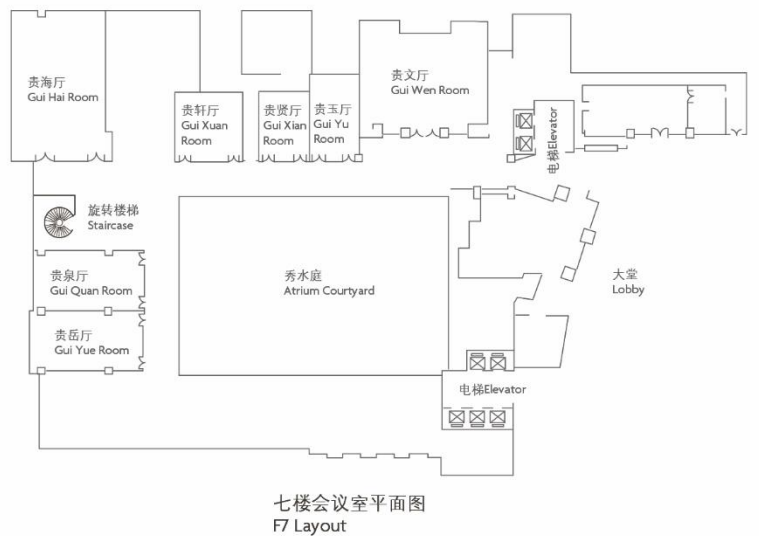 贵海厅
Gui Hai Room
贵轩厅
Gui Xuan
Room
贵贤厅
Gui Xian
Room
贵玉厅
Gui Yu
Room
贵文厅
Gui Wen Room
电梯Elevator
旋转楼梯
Staircase
贵泉厅
Gui Quan Room
贵岳厅
Gui Yue Room
秀水庭
Atrium Courtyard
大堂
Lobby
电梯Elevator
七楼会议室平面图
F7 Layout